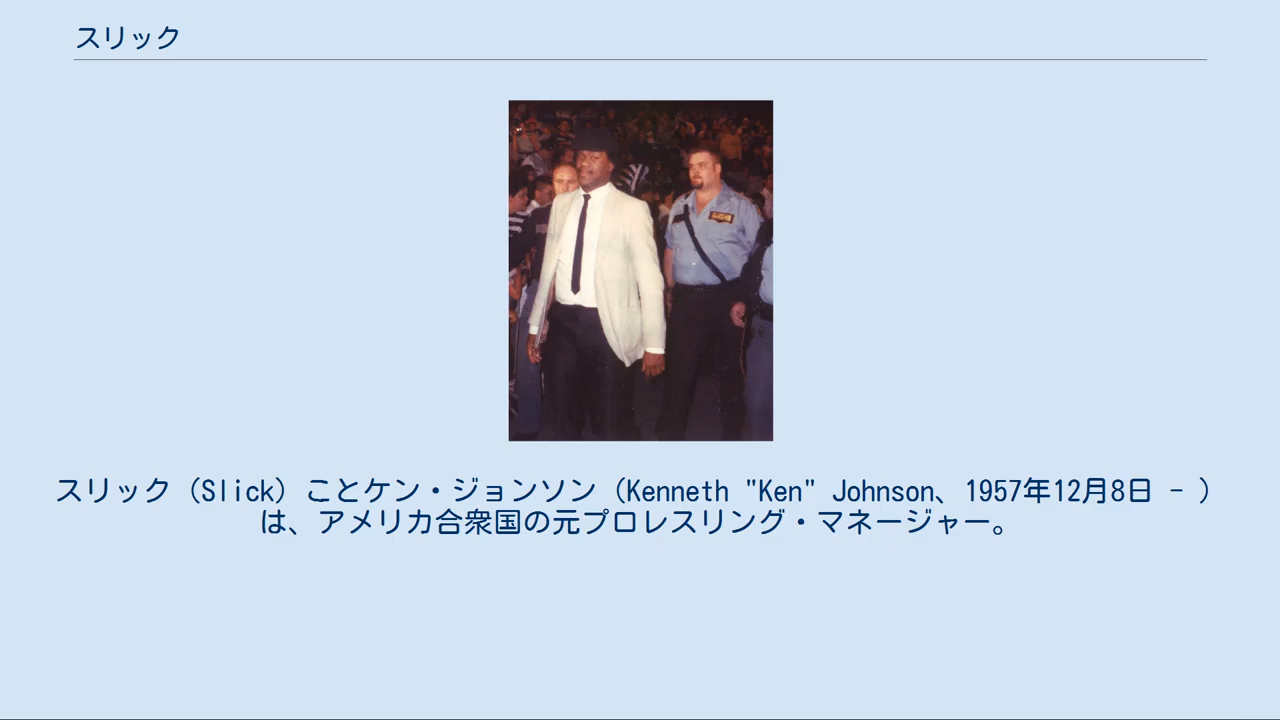 スリック
スリック（Slick）ことケン・ジョンソン（Kenneth "Ken" Johnson、1957年12月8日 - ）
は、アメリカ合衆国の元プロレスリング・マネージャー。